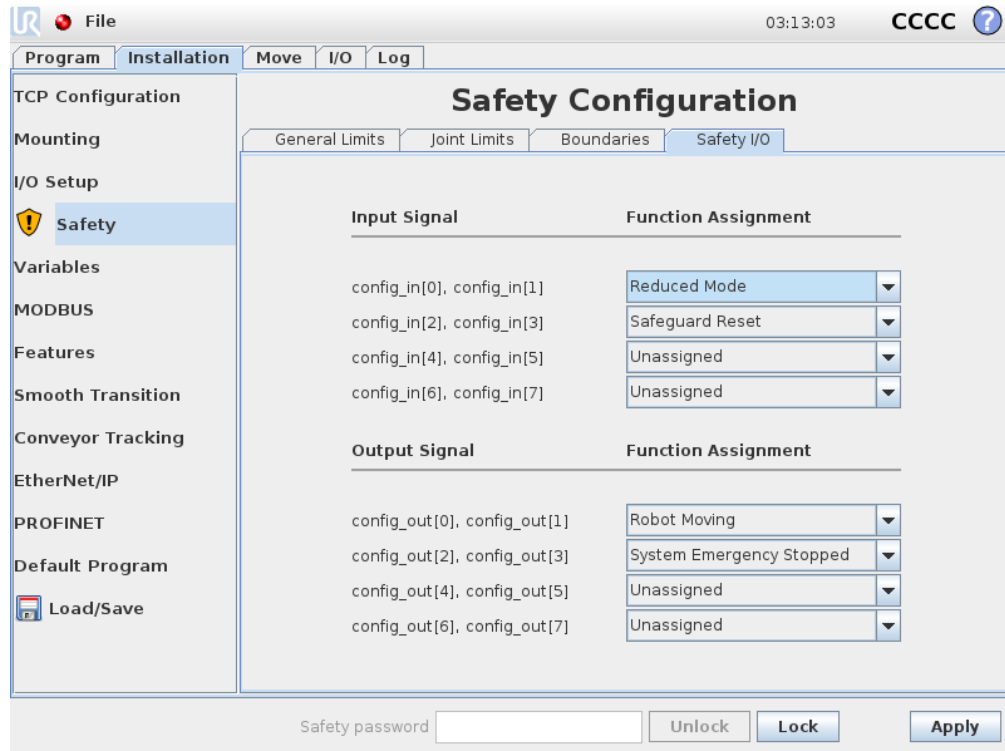 UR File 03:13:03 CCCC ?
Program Installation Move I/O Log
TCP Configuration
Mounting
I/O Setup
! Safety
Variables
MODBUS
Features
Smooth Transition
Conveyor Tracking
EtherNet/IP
PROFINET
Default Program
Load/Save
Safety Configuration
General Limits Joint Limits Boundaries Safety I/O
Input Signal Function Assignment
config_in[0], config_in[1] Reduced Mode
config_in[2], config_in[3] Safeguard Reset
config_in[4], config_in[5] Unassigned
config_in[6], config_in[7] Unassigned
Output Signal Function Assignment
config_out[0], config_out[1] Robot Moving
config_out[2], config_out[3] System Emergency Stopped
config_out[4], config_out[5] Unassigned
config_out[6], config_out[7] Unassigned
Safety password Unlock Lock Apply